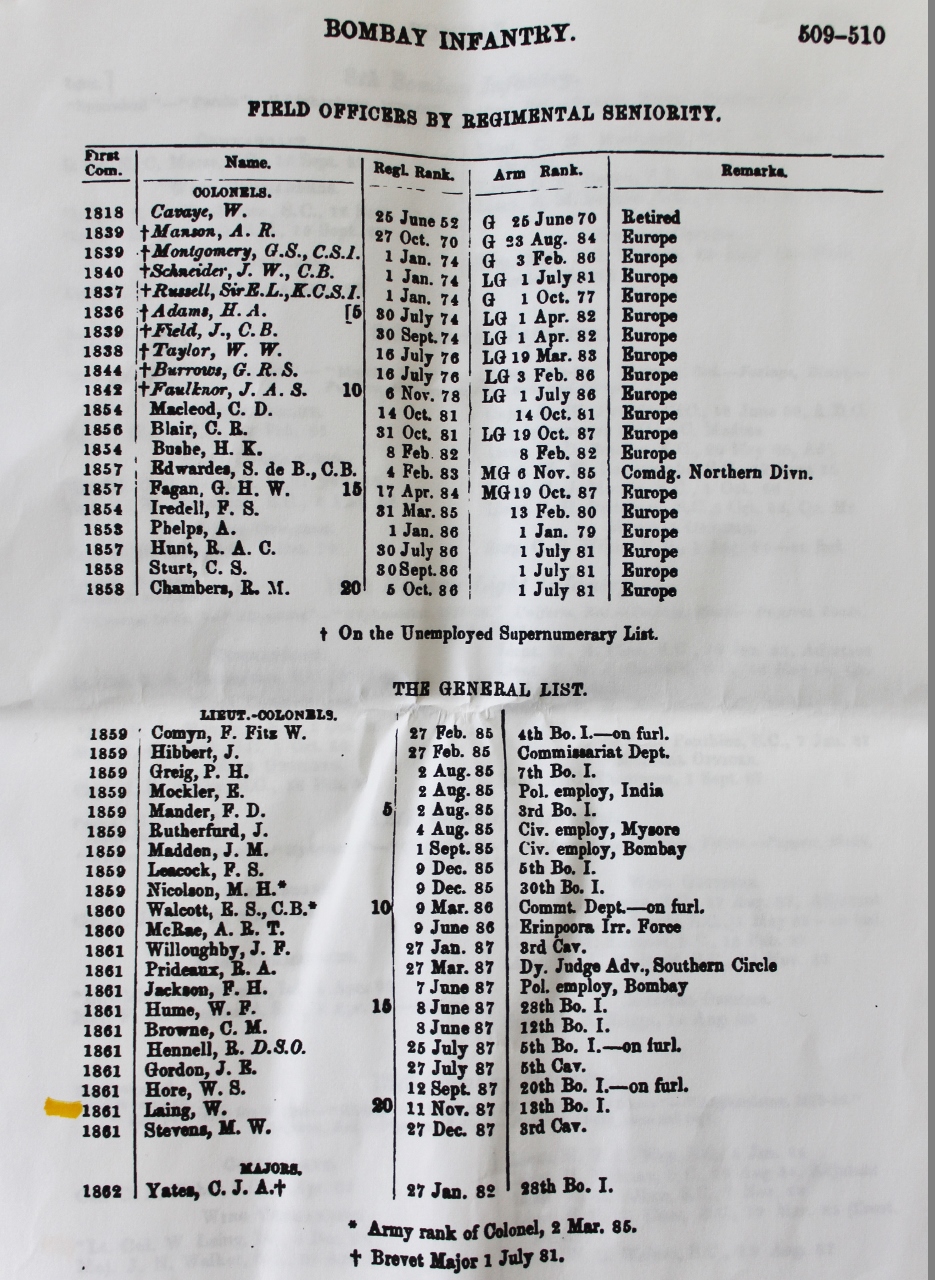 BOMBAY INFANTRY. 509–510
FIELD OFFICERS BY REGIMENTAL SENIORITY.
First Com. Name. Regl. Rank. Arm Rank. Remarks.
COLONELS.
1818 Cavaye, W. 25 June 52 G 25 June 70 Retired
1839 †Manson, A. R. 27 Oct. 70 G 23 Aug. 84 Europe
1839 †Montgomery, G.S., C.S.I. 1 Jan. 74 G 3 Feb. 86 Europe
1840 †Schneider, J. W., C.B. 1 Jan. 74 LG 1 July 81 Europe
1837 †Russell, Sir E.L., K.C.S.I. 1 Jan. 74 G 1 Oct. 77 Europe
1836 †Adams, H. A. [5 30 July 74 LG 1 Apr. 82 Europe
1839 †Field, J., C.B. 30 Sept. 74 LG 1 Apr. 82 Europe
1838 †Taylor, W. W. 16 July 76 LG 19 Mar. 83 Europe
1844 †Burrows, G. R. S. 16 July 76 LG 3 Feb. 86 Europe
1842 †Faulknor, J. A. S. 10 6 Nov. 78 LG 1 July 86 Europe
1854 Macleod, C. D. 14 Oct. 81 14 Oct. 81 Europe
1856 Blair, C. R. 31 Oct. 81 LG 19 Oct. 87 Europe
1854 Bushe, H. K. 8 Feb. 82 8 Feb. 82 Europe
1857 Edwardes, S. de B., C.B. 4 Feb. 83 MG 6 Nov. 85 Comdg. Northern Divn.
1857 Fagan, G. H. W. 15 17 Apr. 84 MG 19 Oct. 87 Europe
1854 Iredell, F. S. 31 Mar. 85 13 Feb. 80 Europe
1853 Phelps, A. 1 Jan. 86 1 Jan. 79 Europe
1857 Hunt, R. A. C. 30 July 86 1 July 81 Europe
1858 Sturt, C. S. 30 Sept. 86 1 July 81 Europe
1858 Chambers, R. M. 20 5 Oct. 86 1 July 81 Europe
† On the Unemployed Supernumerary List.
THE GENERAL LIST.
LIEUT.-COLONELS.
1859 Comyn, F. Fitz W. 27 Feb. 85 4th Bo. I.—on furl.
1859 Hibbert, J. 27 Feb. 85 Commissariat Dept.
1859 Greig, P. H. 2 Aug. 85 7th Bo. I.
1859 Mockler, E. 2 Aug. 85 Pol. employ, India
1859 Mander, F. D. 5 2 Aug. 85 3rd Bo. I.
1859 Rutherfurd, J. 4 Aug. 85 Civ. employ, Mysore
1859 Madden, J. M. 1 Sept. 85 Civ. employ, Bombay
1859 Leacock, F. S. 9 Dec. 85 5th Bo. I.
1859 Nicolson, M. H.* 9 Dec. 85 30th Bo. I.
1860 Walcott, E. S., C.B.* 10 9 Mar. 86 Commt. Dept.—on furl.
1860 McRae, A. R. T. 9 June 86 Erinpoora Irr. Force
1861 Willoughby, J. F. 27 Jan. 87 3rd Cav.
1861 Prideaux, R. A. 27 Mar. 87 Dy. Judge Adv., Southern Circle
1861 Jackson, F. H. 7 June 87 Pol. employ, Bombay
1861 Hume, W. F. 15 8 June 87 28th Bo. I.
1861 Browne, C. M. 8 June 87 12th Bo. I.
1861 Hennell, R. D.S.O. 25 July 87 5th Bo. I.—on furl.
1861 Gordon, J. E. 27 July 87 5th Cav.
1861 Hore, W. S. 12 Sept. 87 20th Bo. I.—on furl.
1861 Laing, W. 20 11 Nov. 87 13th Bo. I.
1861 Stevens, M. W. 27 Dec. 87 3rd Cav.
MAJORS.
1862 Yates, C. J. A.† 27 Jan. 82 28th Bo. I.
* Army rank of Colonel, 2 Mar. 85.
† Brevet Major 1 July 81.